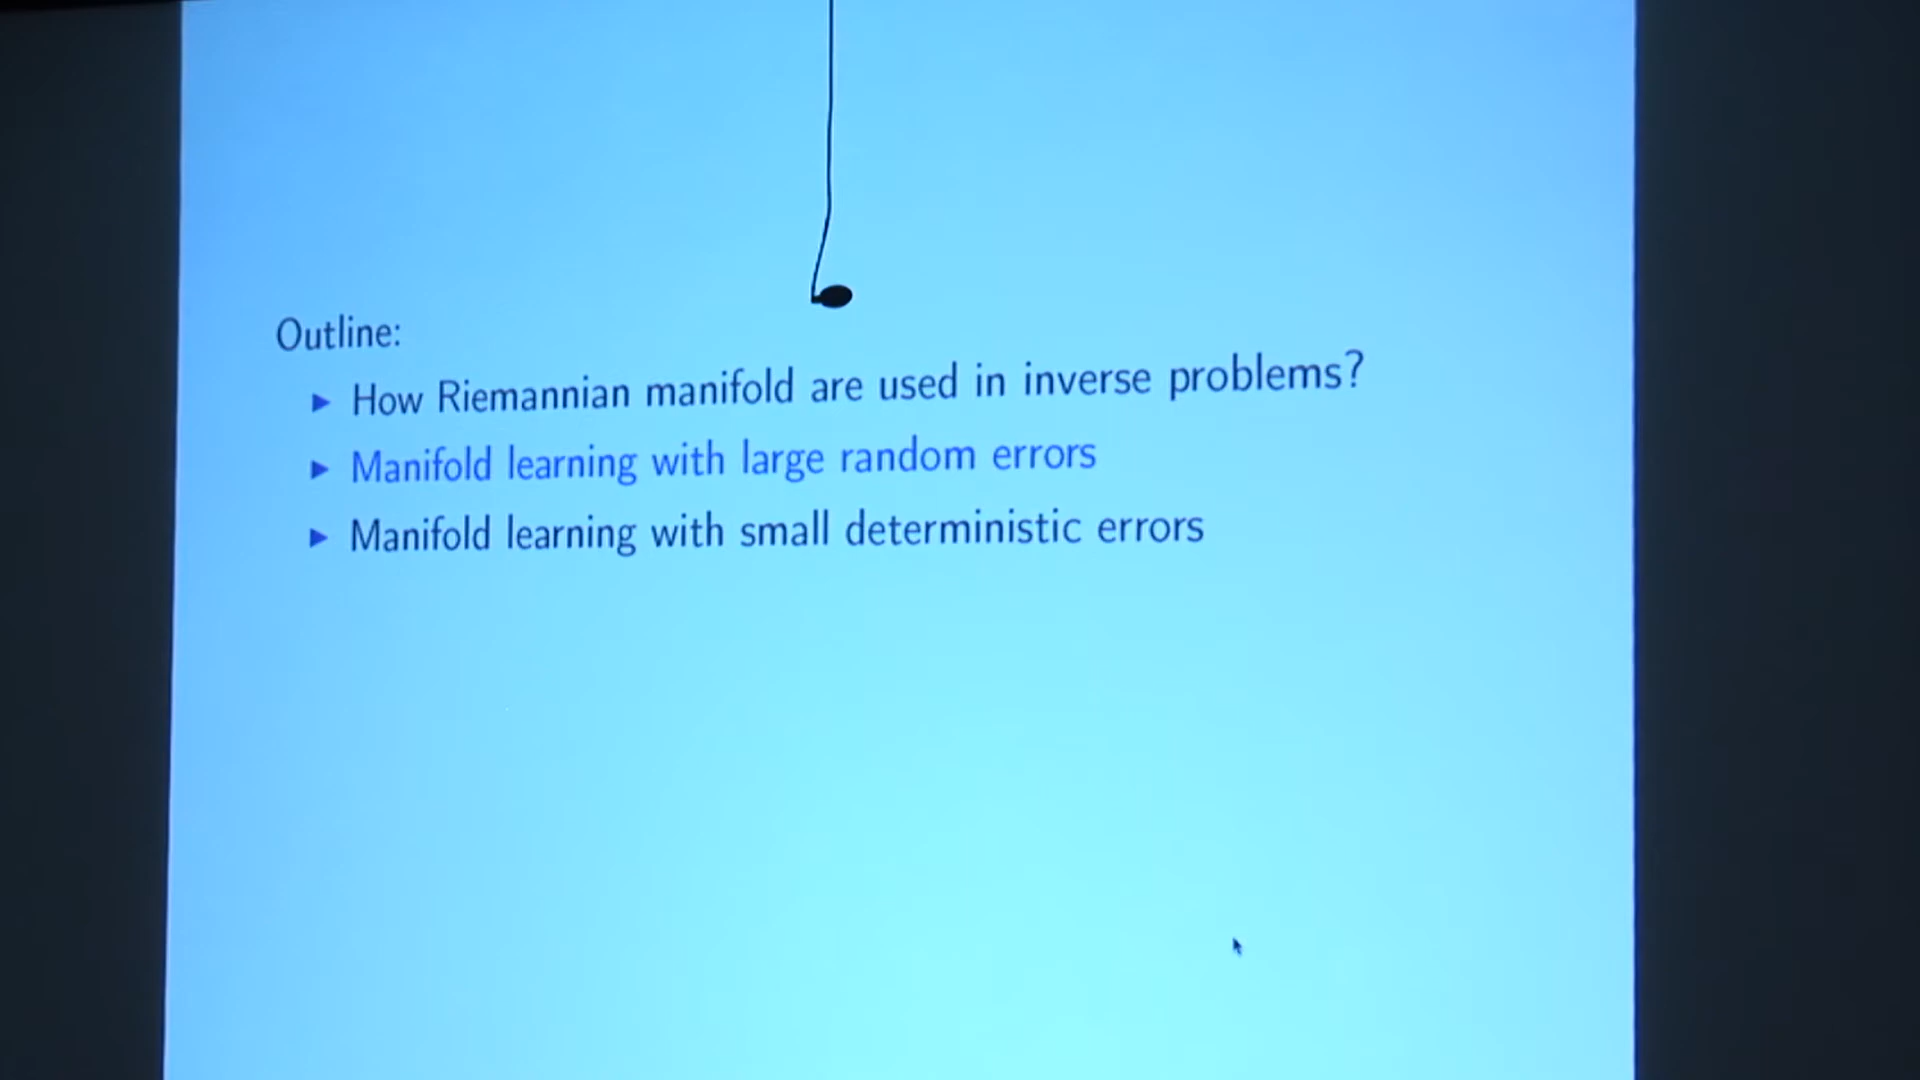 Outline:
▶ How Riemannian manifold are used in inverse problems?
▶ Manifold learning with large random errors
▶ Manifold learning with small deterministic errors